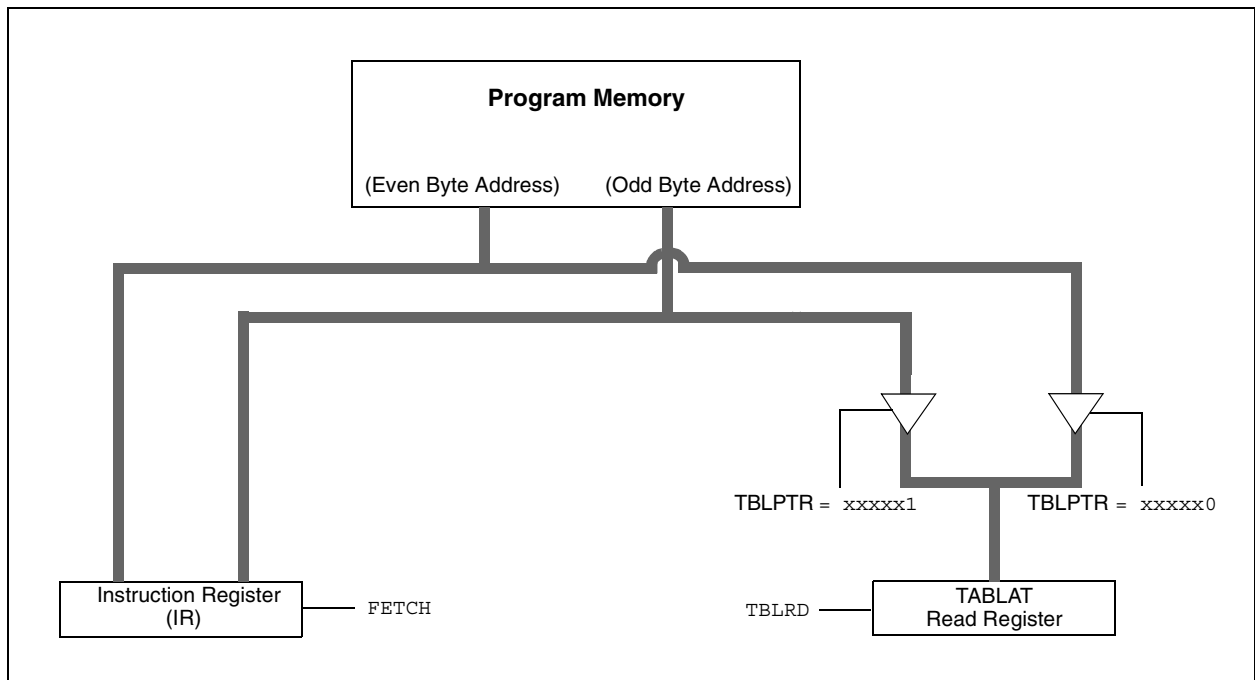 Program Memory
(Even Byte Address) (Odd Byte Address)
TBLPTR = xxxxx1
TBLPTR = xxxxx0
Instruction Register
(IR)
FETCH
TBLRD
TABLAT
Read Register